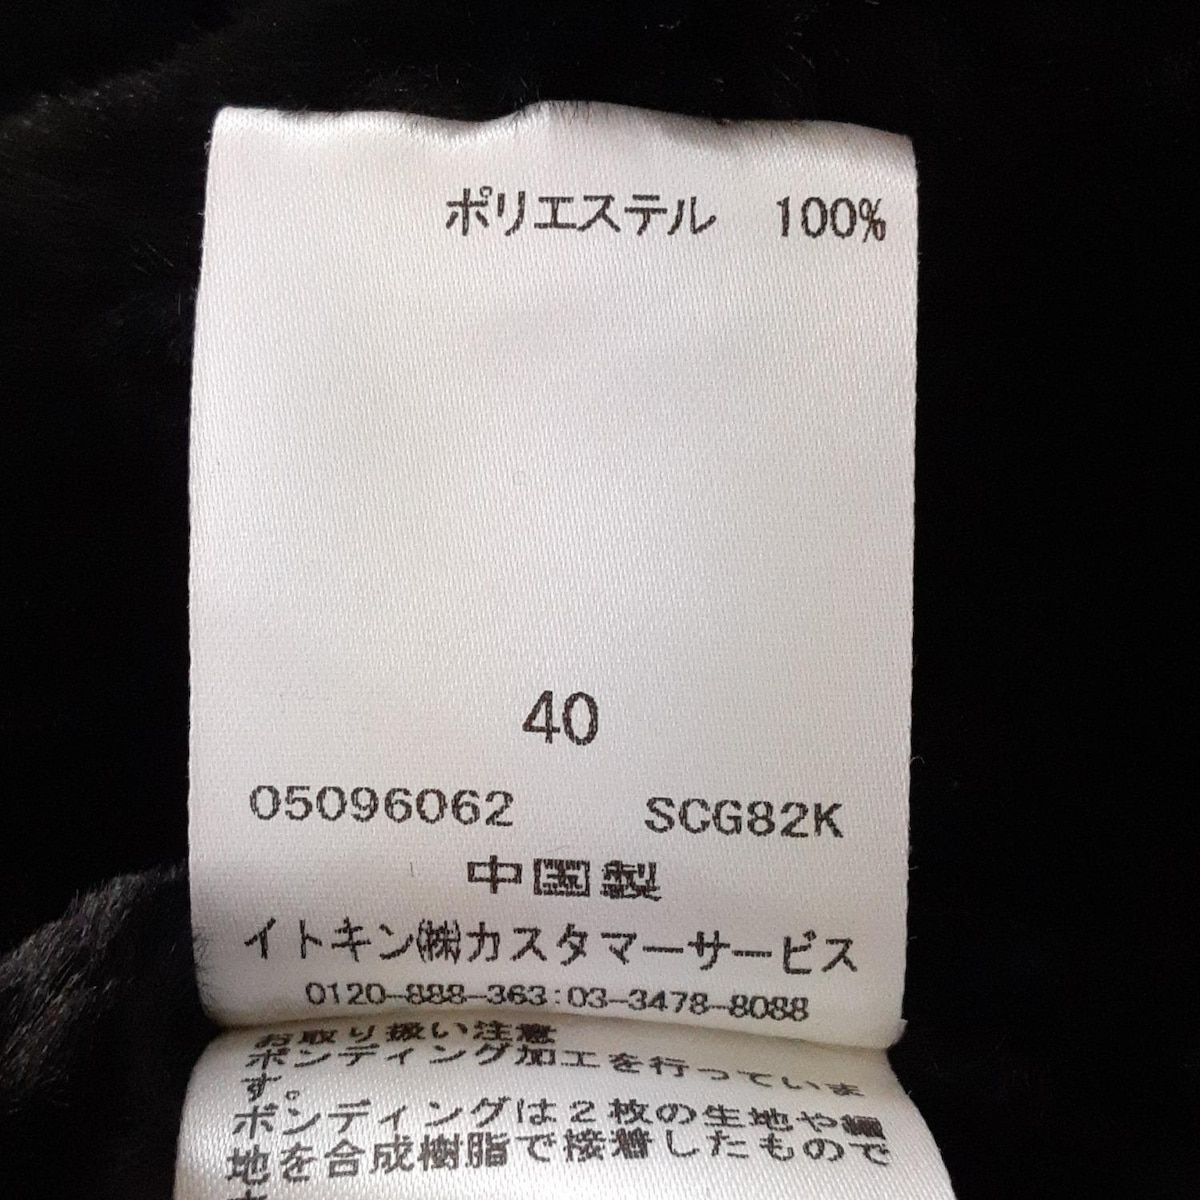 ポリエステル 100%
40
05096062 SCG82K
中国製
イトキン㈱カスタマーサービス
0120-888-363:03-3478-8088
お取り扱い注意
ボンディング加工を行っていま
す。
ボンディングは2枚の生地や編
地を合成樹脂で接着したもので